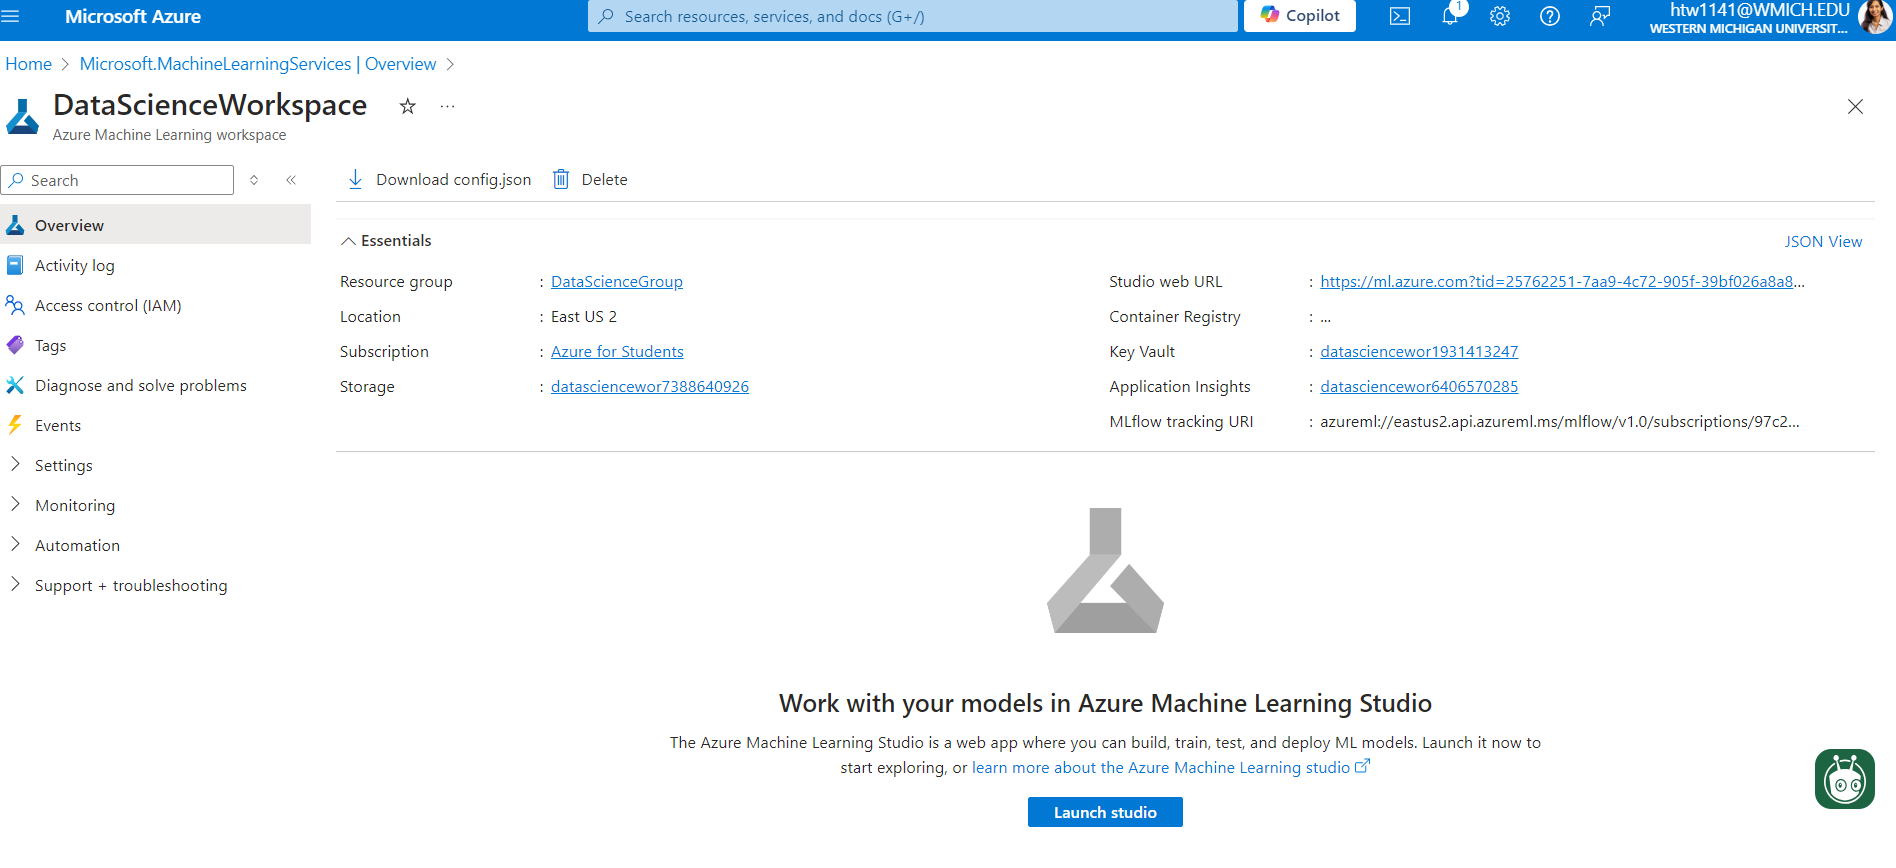 Microsoft Azure
Search resources, services, and docs (G+/)
Copilot
1
htw1141@WMICH.EDU
WESTERN MICHIGAN UNIVERSIT...
Home > Microsoft.MachineLearningServices | Overview >
DataScienceWorkspace
Azure Machine Learning workspace
Search
Overview
Activity log
Access control (IAM)
Tags
Diagnose and solve problems
Events
Settings
Monitoring
Automation
Support + troubleshooting
Download config.json Delete
Essentials
JSON View
Resource group : DataScienceGroup
Location : East US 2
Subscription : Azure for Students
Storage : datasciencewor7388640926
Studio web URL : https://ml.azure.com?tid=25762251-7aa9-4c72-905f-39bf026a8a8...
Container Registry : ...
Key Vault : datasciencewor1931413247
Application Insights : datasciencewor6406570285
MLflow tracking URI : azureml://eastus2.api.azureml.ms/mlflow/v1.0/subscriptions/97c2...
Work with your models in Azure Machine Learning Studio
The Azure Machine Learning Studio is a web app where you can build, train, test, and deploy ML models. Launch it now to
start exploring, or learn more about the Azure Machine Learning studio
Launch studio